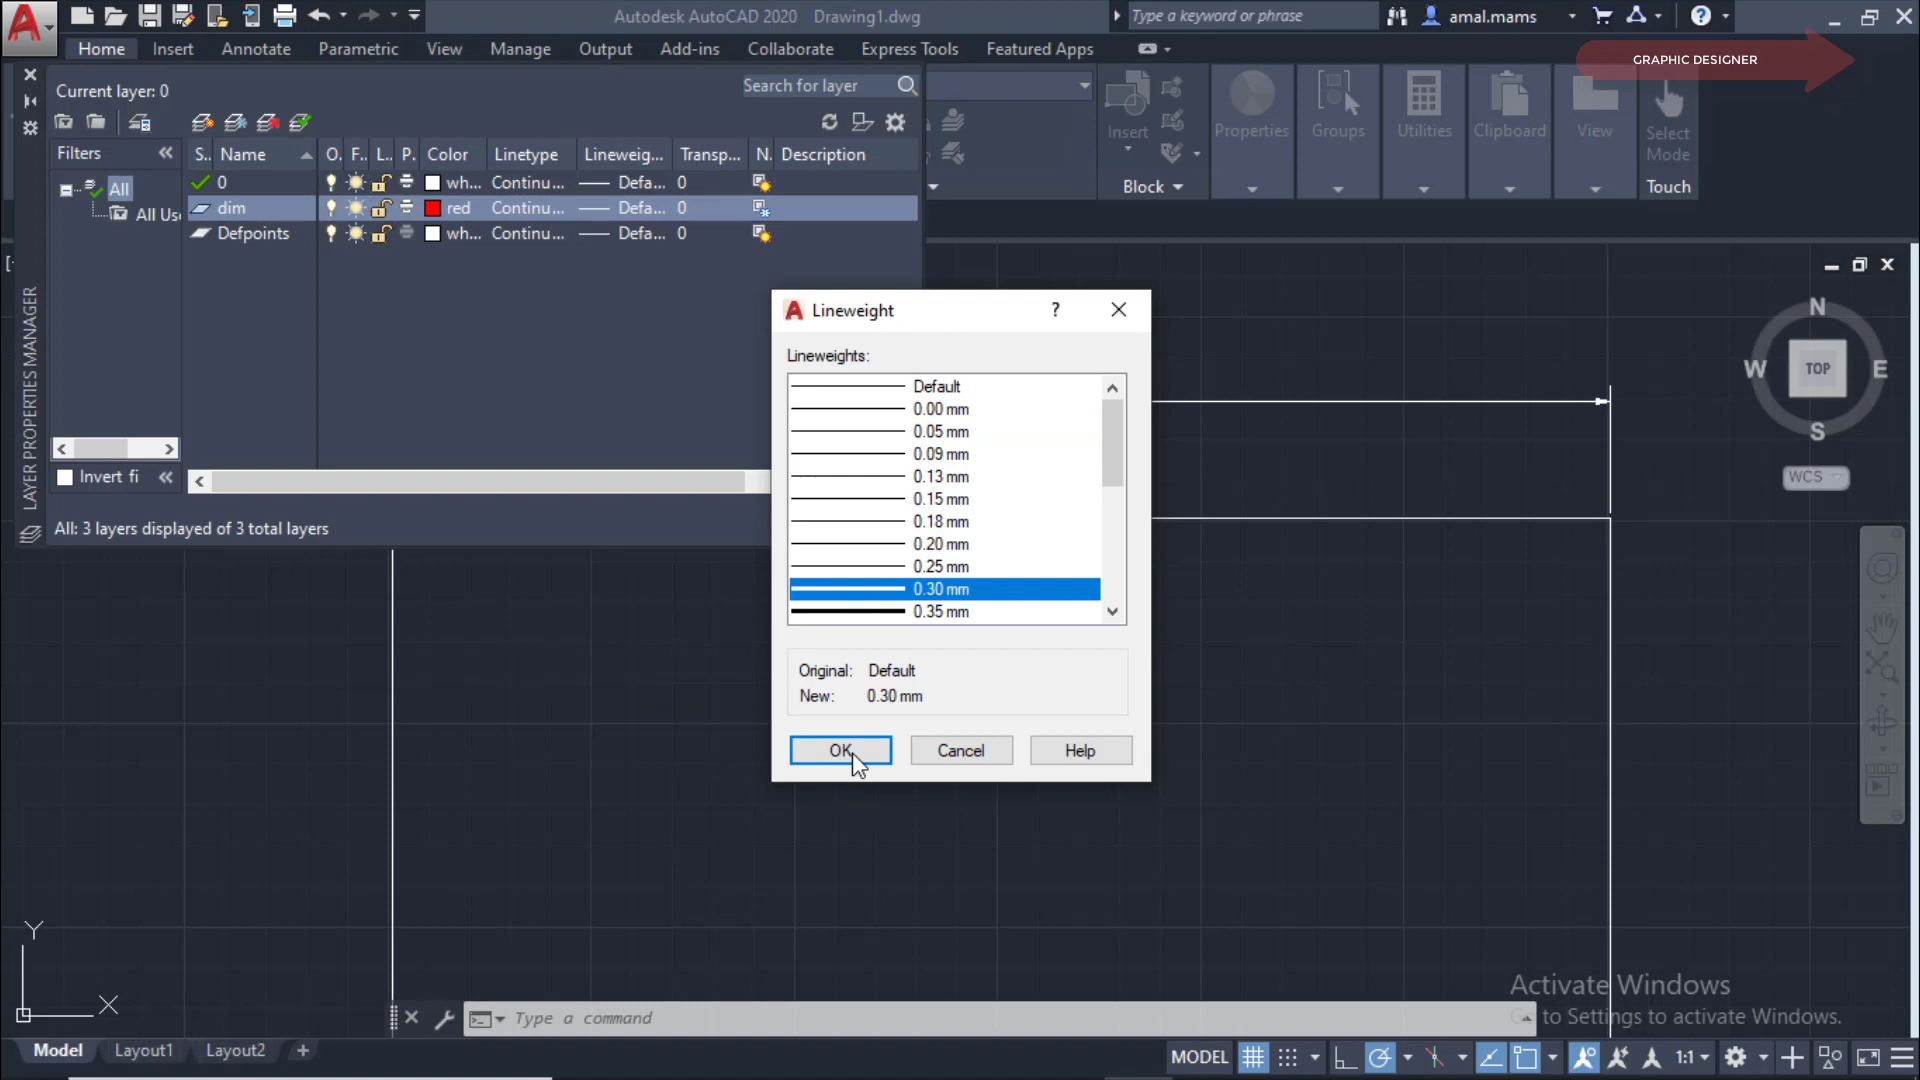 Autodesk AutoCAD 2020 Drawing1.dwg
Type a keyword or phrase
amal.mams
Home Insert Annotate Parametric View Manage Output Add-ins Collaborate Express Tools Featured Apps
GRAPHIC DESIGNER
Current layer: 0
Search for layer
Filters
S.. Name O. F.. L.. P. Color Linetype Lineweig... Transp... N. Description
All
0 wh... Continu... Defa... 0
All Us
dim red Continu... Defa... 0
Defpoints wh... Continu... Defa... 0
Invert fi
All: 3 layers displayed of 3 total layers
LAYER PROPERTIES MANAGER
Insert
Block
Properties
Groups
Utilities
Clipboard
View
Select
Mode
Touch
Lineweight
Lineweights:
Default
0.00 mm
0.05 mm
0.09 mm
0.13 mm
0.15 mm
0.18 mm
0.20 mm
0.25 mm
0.30 mm
0.35 mm
Original: Default
New: 0.30 mm
OK Cancel Help
N
W TOP E
S
WCS
Y
X
Type a command
Activate Windows
to Settings to activate Windows.
Model Layout1 Layout2
MODEL
1:1